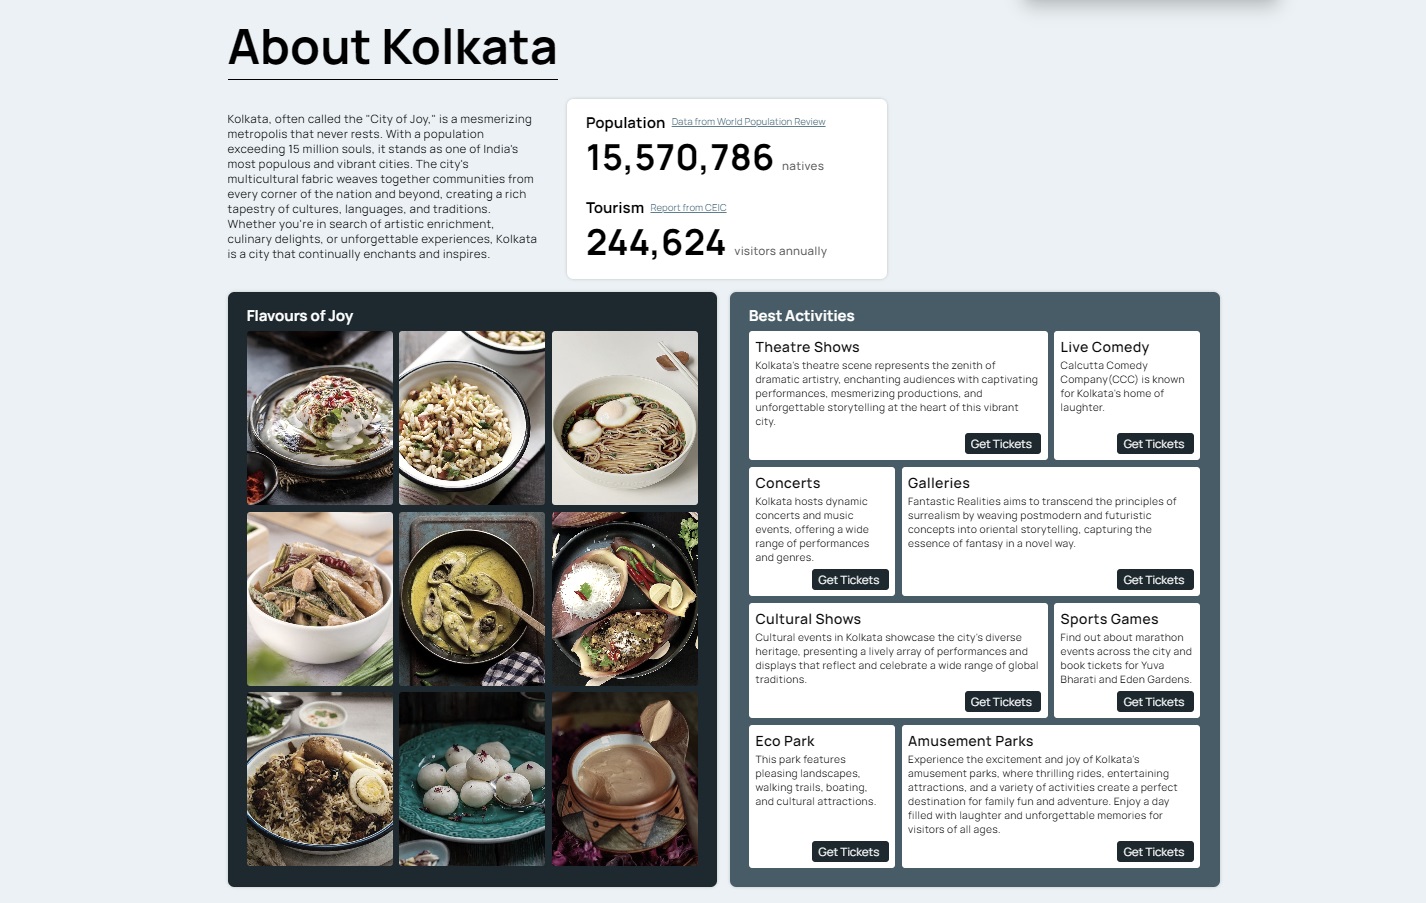 About Kolkata
Kolkata, often called the "City of Joy," is a mesmerizing
metropolis that never rests. With a population
exceeding 15 million souls, it stands as one of India's
most populous and vibrant cities. The city's
multicultural fabric weaves together communities from
every corner of the nation and beyond, creating a rich
tapestry of cultures, languages, and traditions.
Whether you're in search of artistic enrichment,
culinary delights, or unforgettable experiences, Kolkata
is a city that continually enchants and inspires.
Population Data from World Population Review
15,570,786 natives
Tourism Report from CEIC
244,624 visitors annually
Flavours of Joy
Best Activities
Theatre Shows
Kolkata's theatre scene represents the zenith of
dramatic artistry, enchanting audiences with captivating
performances, mesmerizing productions, and
unforgettable storytelling at the heart of this vibrant
city.
Get Tickets
Live Comedy
Calcutta Comedy
Company(CCC) is known
for Kolkata's home of
laughter.
Get Tickets
Concerts
Kolkata hosts dynamic
concerts and music
events, offering a wide
range of performances
and genres.
Get Tickets
Galleries
Fantastic Realities aims to transcend the principles of
surrealism by weaving postmodern and futuristic
concepts into oriental storytelling, capturing the
essence of fantasy in a novel way.
Get Tickets
Cultural Shows
Cultural events in Kolkata showcase the city's diverse
heritage, presenting a lively array of performances and
displays that reflect and celebrate a wide range of global
traditions.
Get Tickets
Sports Games
Find out about marathon
events across the city and
book tickets for Yuva
Bharati and Eden Gardens.
Get Tickets
Eco Park
This park features
pleasing landscapes,
walking trails, boating,
and cultural attractions.
Get Tickets
Amusement Parks
Experience the excitement and joy of Kolkata's
amusement parks, where thrilling rides, entertaining
attractions, and a variety of activities create a perfect
destination for family fun and adventure. Enjoy a day
filled with laughter and unforgettable memories for
visitors of all ages.
Get Tickets